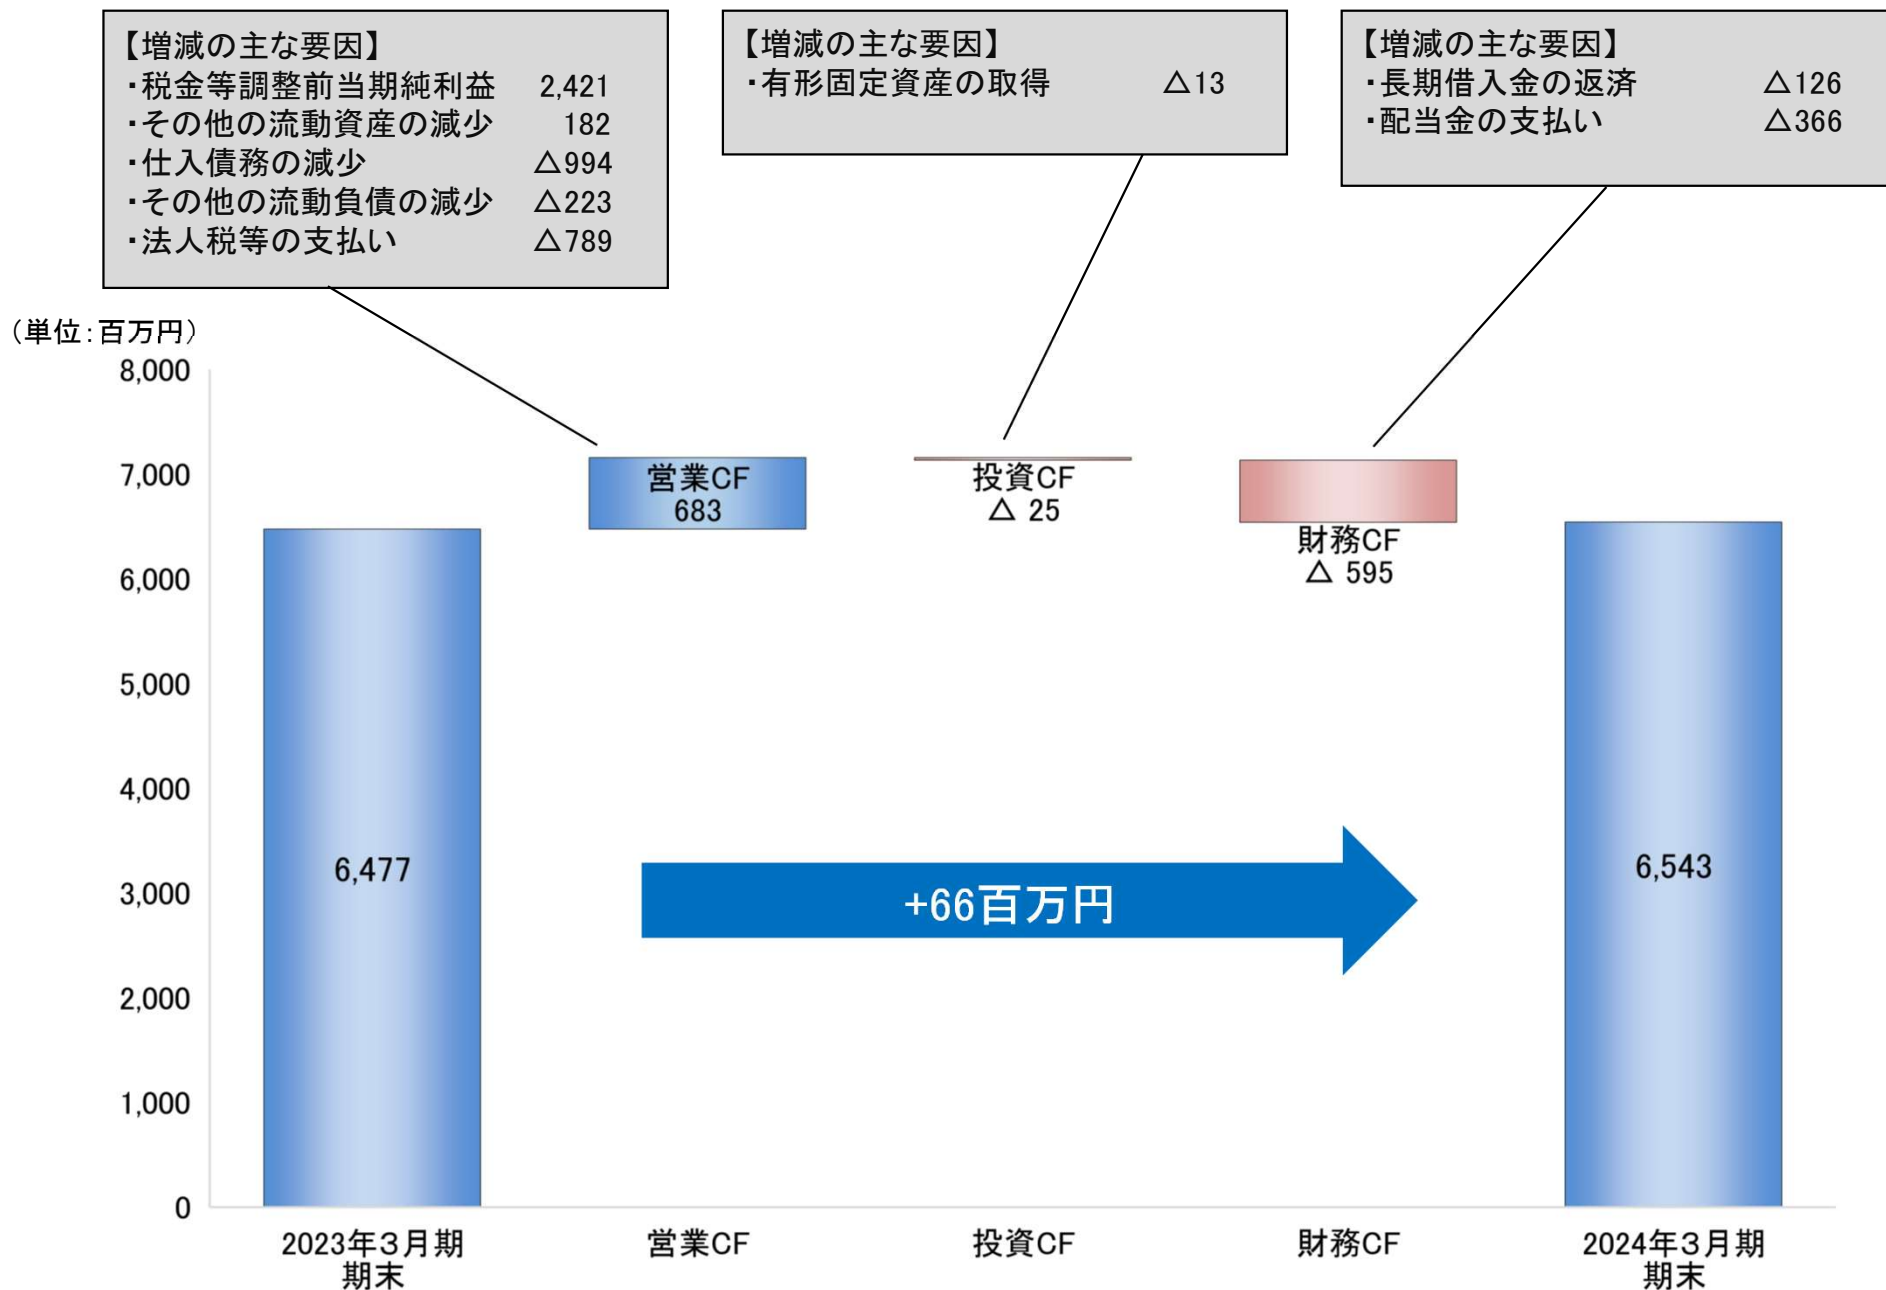 【増減の主な要因】
・税金等調整前当期純利益 2,421
・その他の流動資産の減少 182
・仕入債務の減少 △994
・その他の流動負債の減少 △223
・法人税等の支払い △789
【増減の主な要因】
・有形固定資産の取得 △13
【増減の主な要因】
・長期借入金の返済 △126
・配当金の支払い △366
（単位：百万円）
8,000
7,000
6,000
5,000
4,000
3,000
2,000
1,000
0
6,477
営業CF
683
投資CF
△ 25
財務CF
△ 595
+66百万円
6,543
2023年３月期
期末
営業CF
投資CF
財務CF
2024年３月期
期末